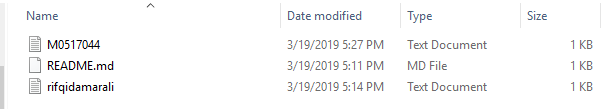 Name Date modified Type Size
M0517044 3/19/2019 5:27 PM Text Document 1 KB
README.md 3/19/2019 5:11 PM MD File 1 KB
rifqidamarali 3/19/2019 5:14 PM Text Document 1 KB